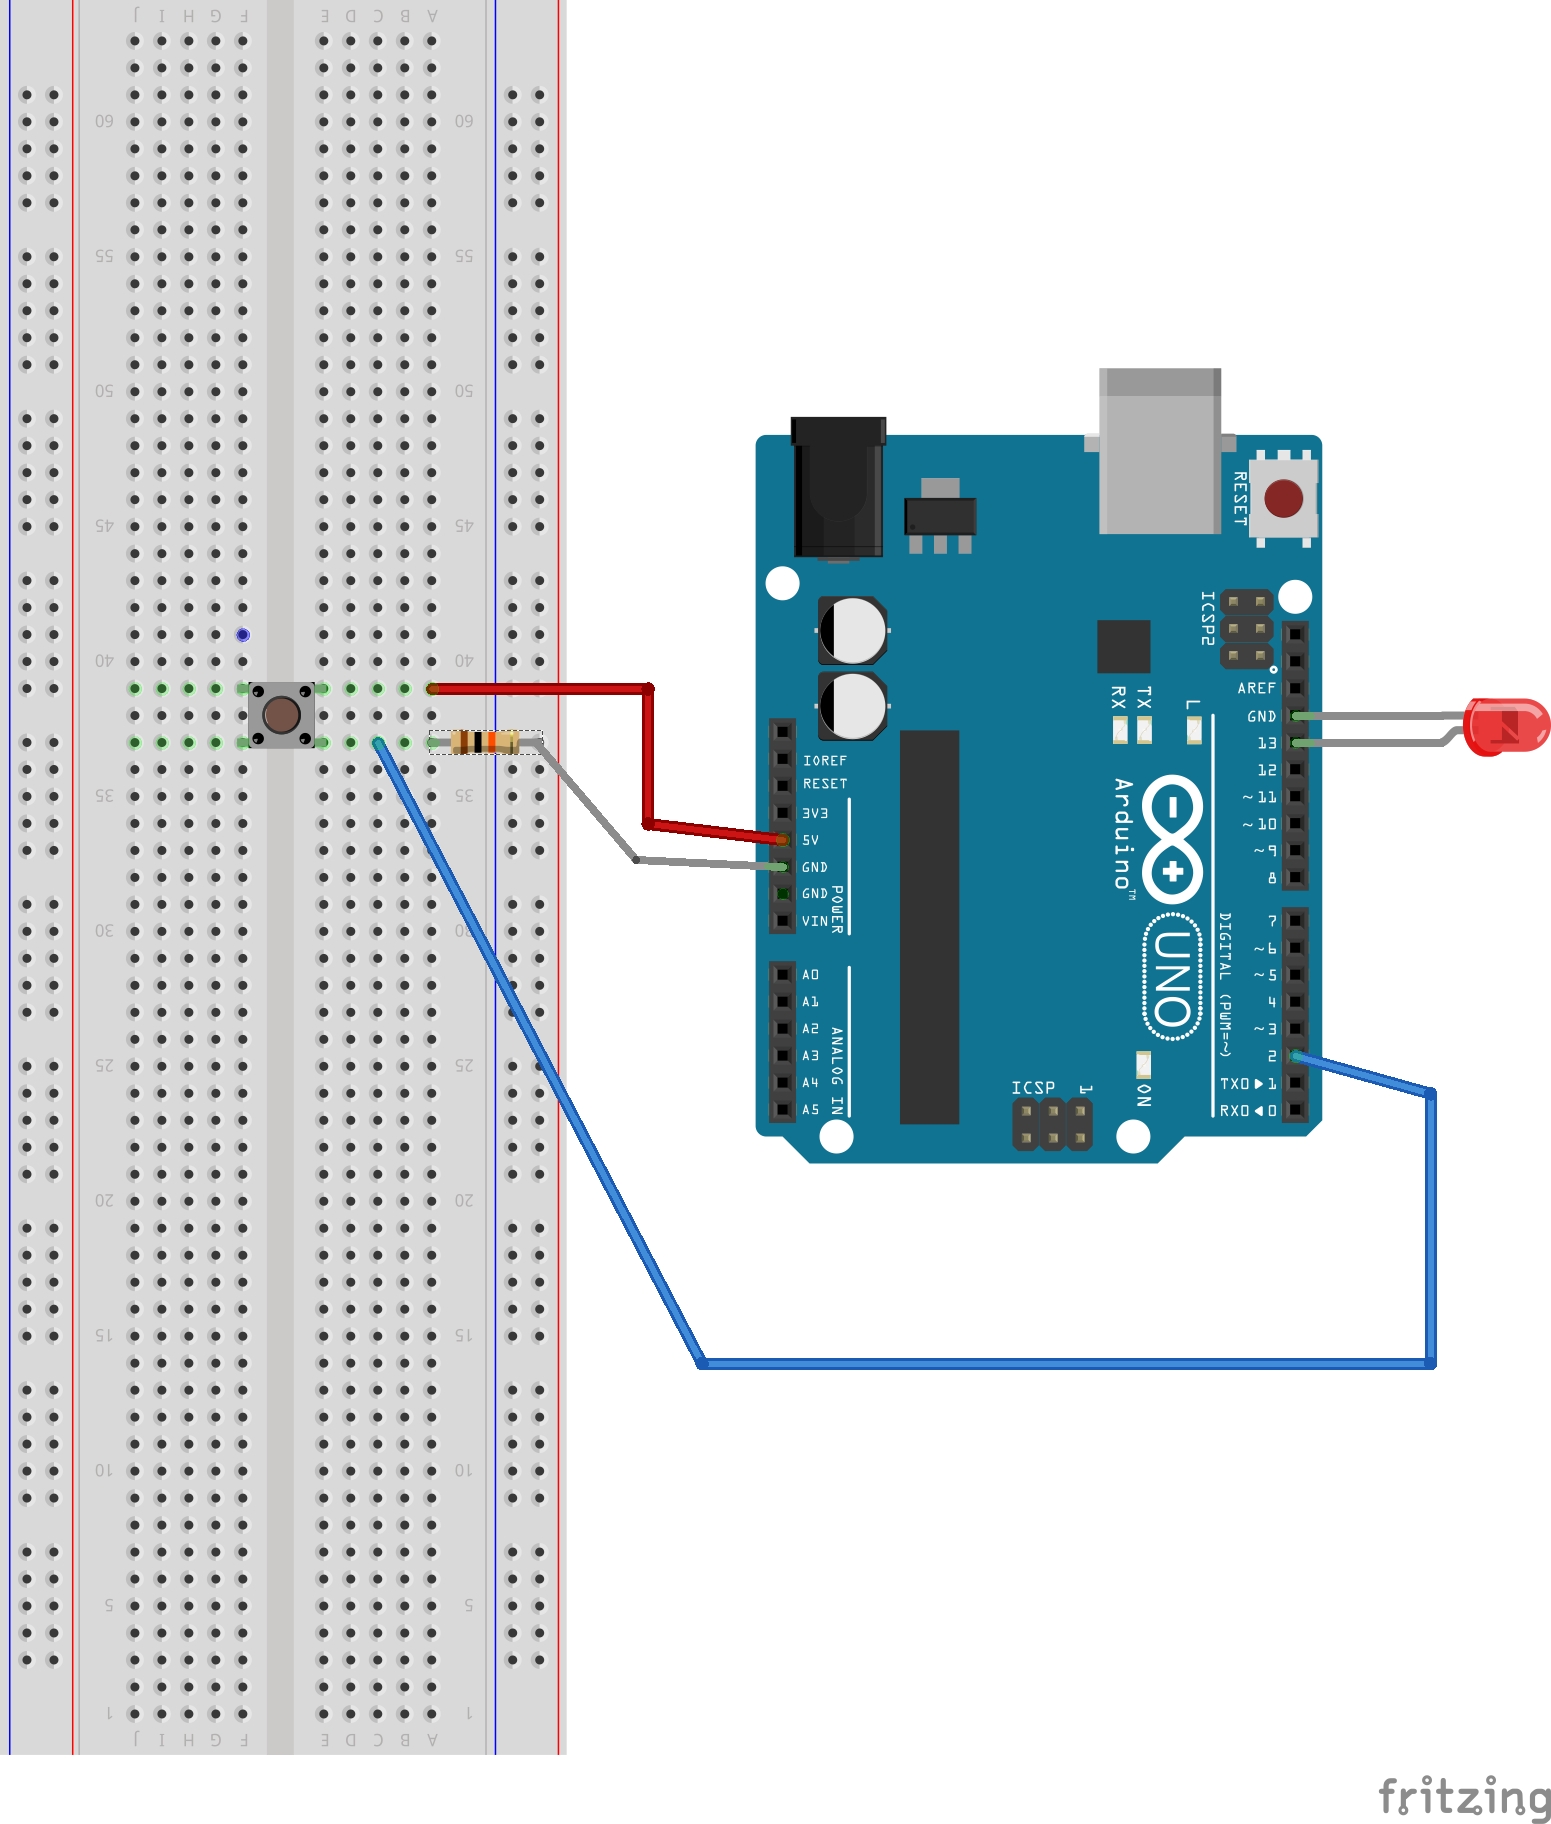 J I H G F E D C B A
60 60
55 55
50 50
45 45
40 40
35 35
30 30
25 25
20 20
15 15
10 10
5 5
1 1
J I H G F E D C B A
RESET
ICSP2
AREF
GND
13
12
~11
~10
~9
8
7
~6
~5
4
~3
2
TX0▶1
RX0◀0
DIGITAL (PWM=~)
RX
TX
L
IOREF
RESET
3V3
5V
GND
GND
VIN
POWER
A0
A1
A2
A3
A4
A5
ANALOG IN
Arduino™
UNO
ICSP
1
ON
fritzing